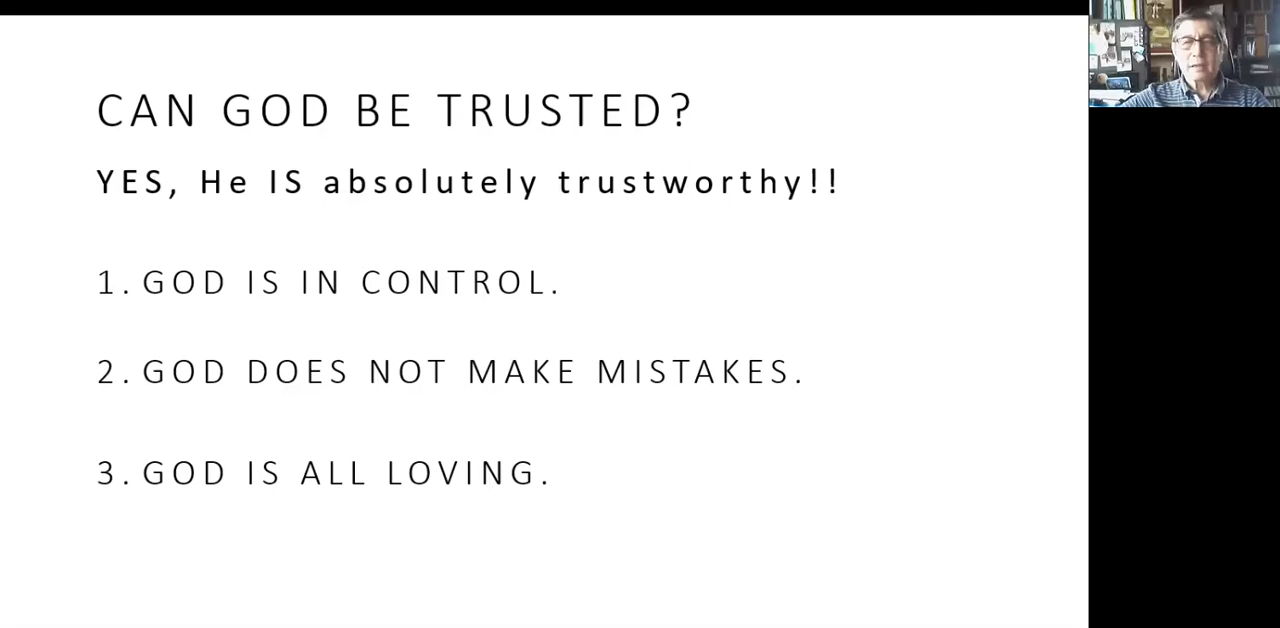 CAN GOD BE TRUSTED?
YES, He IS absolutely trustworthy!!
1. GOD IS IN CONTROL.
2. GOD DOES NOT MAKE MISTAKES.
3. GOD IS ALL LOVING.